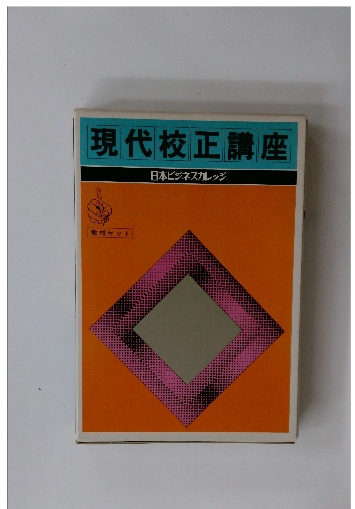 現代校正講座
日本ビジネスカレッジ
教材セット